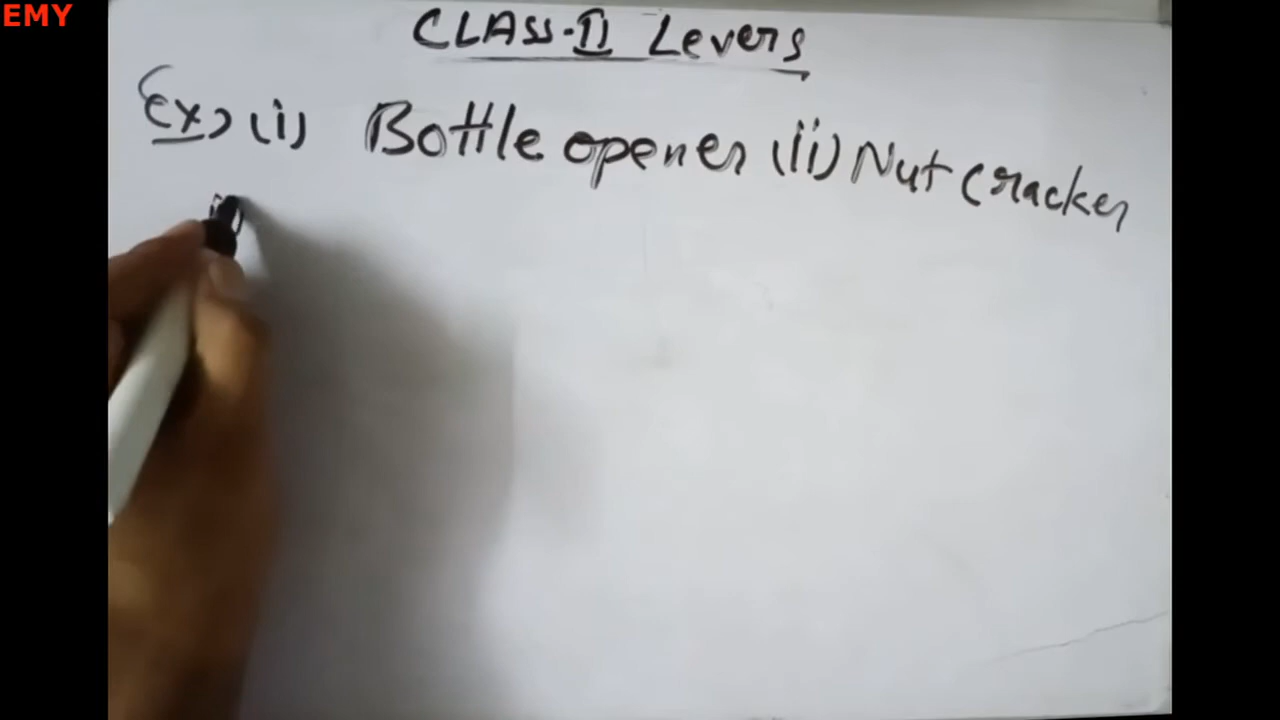 EMY
CLASS-II Levers
Ex) (i) Bottle opener (ii) Nut cracker